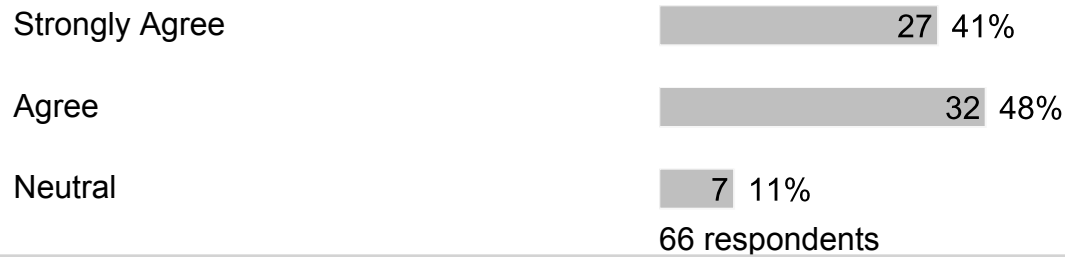 Strongly Agree 27 41%
Agree 32 48%
Neutral 7 11%
66 respondents